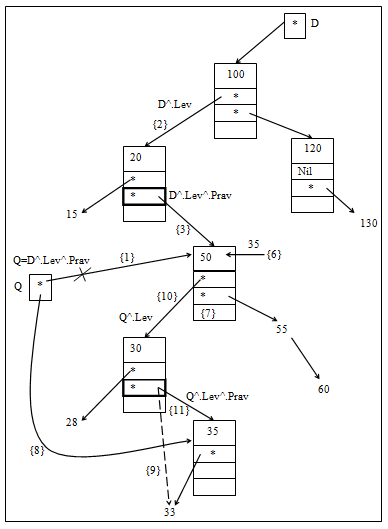 * D
100
D^.Lev *
*
{2}
20 120
* Nil
* D^.Lev^.Prav *
15 130
{3}
Q=D^.Lev^.Prav {1} 50 35 {6}
Q * *
{10} *
Q^.Lev {7}
55
30
* 60
* Q^.Lev^.Prav
28 {11}
35
{8} *
{9}
33